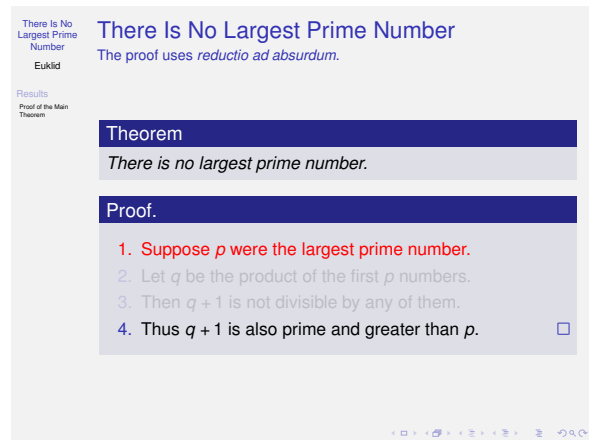 There Is No
Largest Prime
Number
Euklid
Results
Proof of the Main
Theorem
There Is No Largest Prime Number
The proof uses reductio ad absurdum.
Theorem
There is no largest prime number.
Proof.
1. Suppose p were the largest prime number.
2. Let q be the product of the first p numbers.
3. Then q + 1 is not divisible by any of them.
4. Thus q + 1 is also prime and greater than p. □